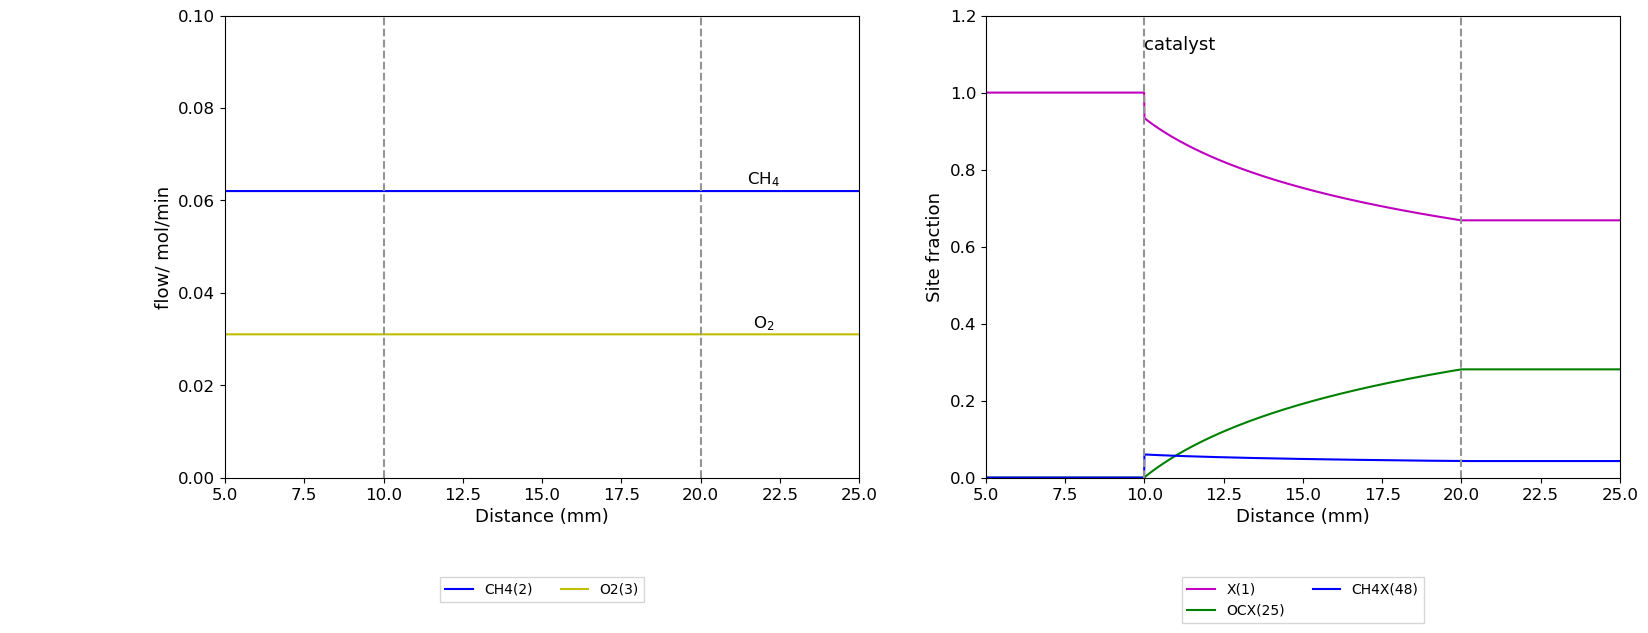 0.10
0.08
0.06
0.04
0.02
0.00
flow/ mol/min
CH4
O2
5.0 7.5 10.0 12.5 15.0 17.5 20.0 22.5 25.0
Distance (mm)
CH4(2) O2(3)
1.2
1.0
0.8
0.6
0.4
0.2
0.0
Site fraction
catalyst
5.0 7.5 10.0 12.5 15.0 17.5 20.0 22.5 25.0
Distance (mm)
X(1) CH4X(48)
OCX(25)